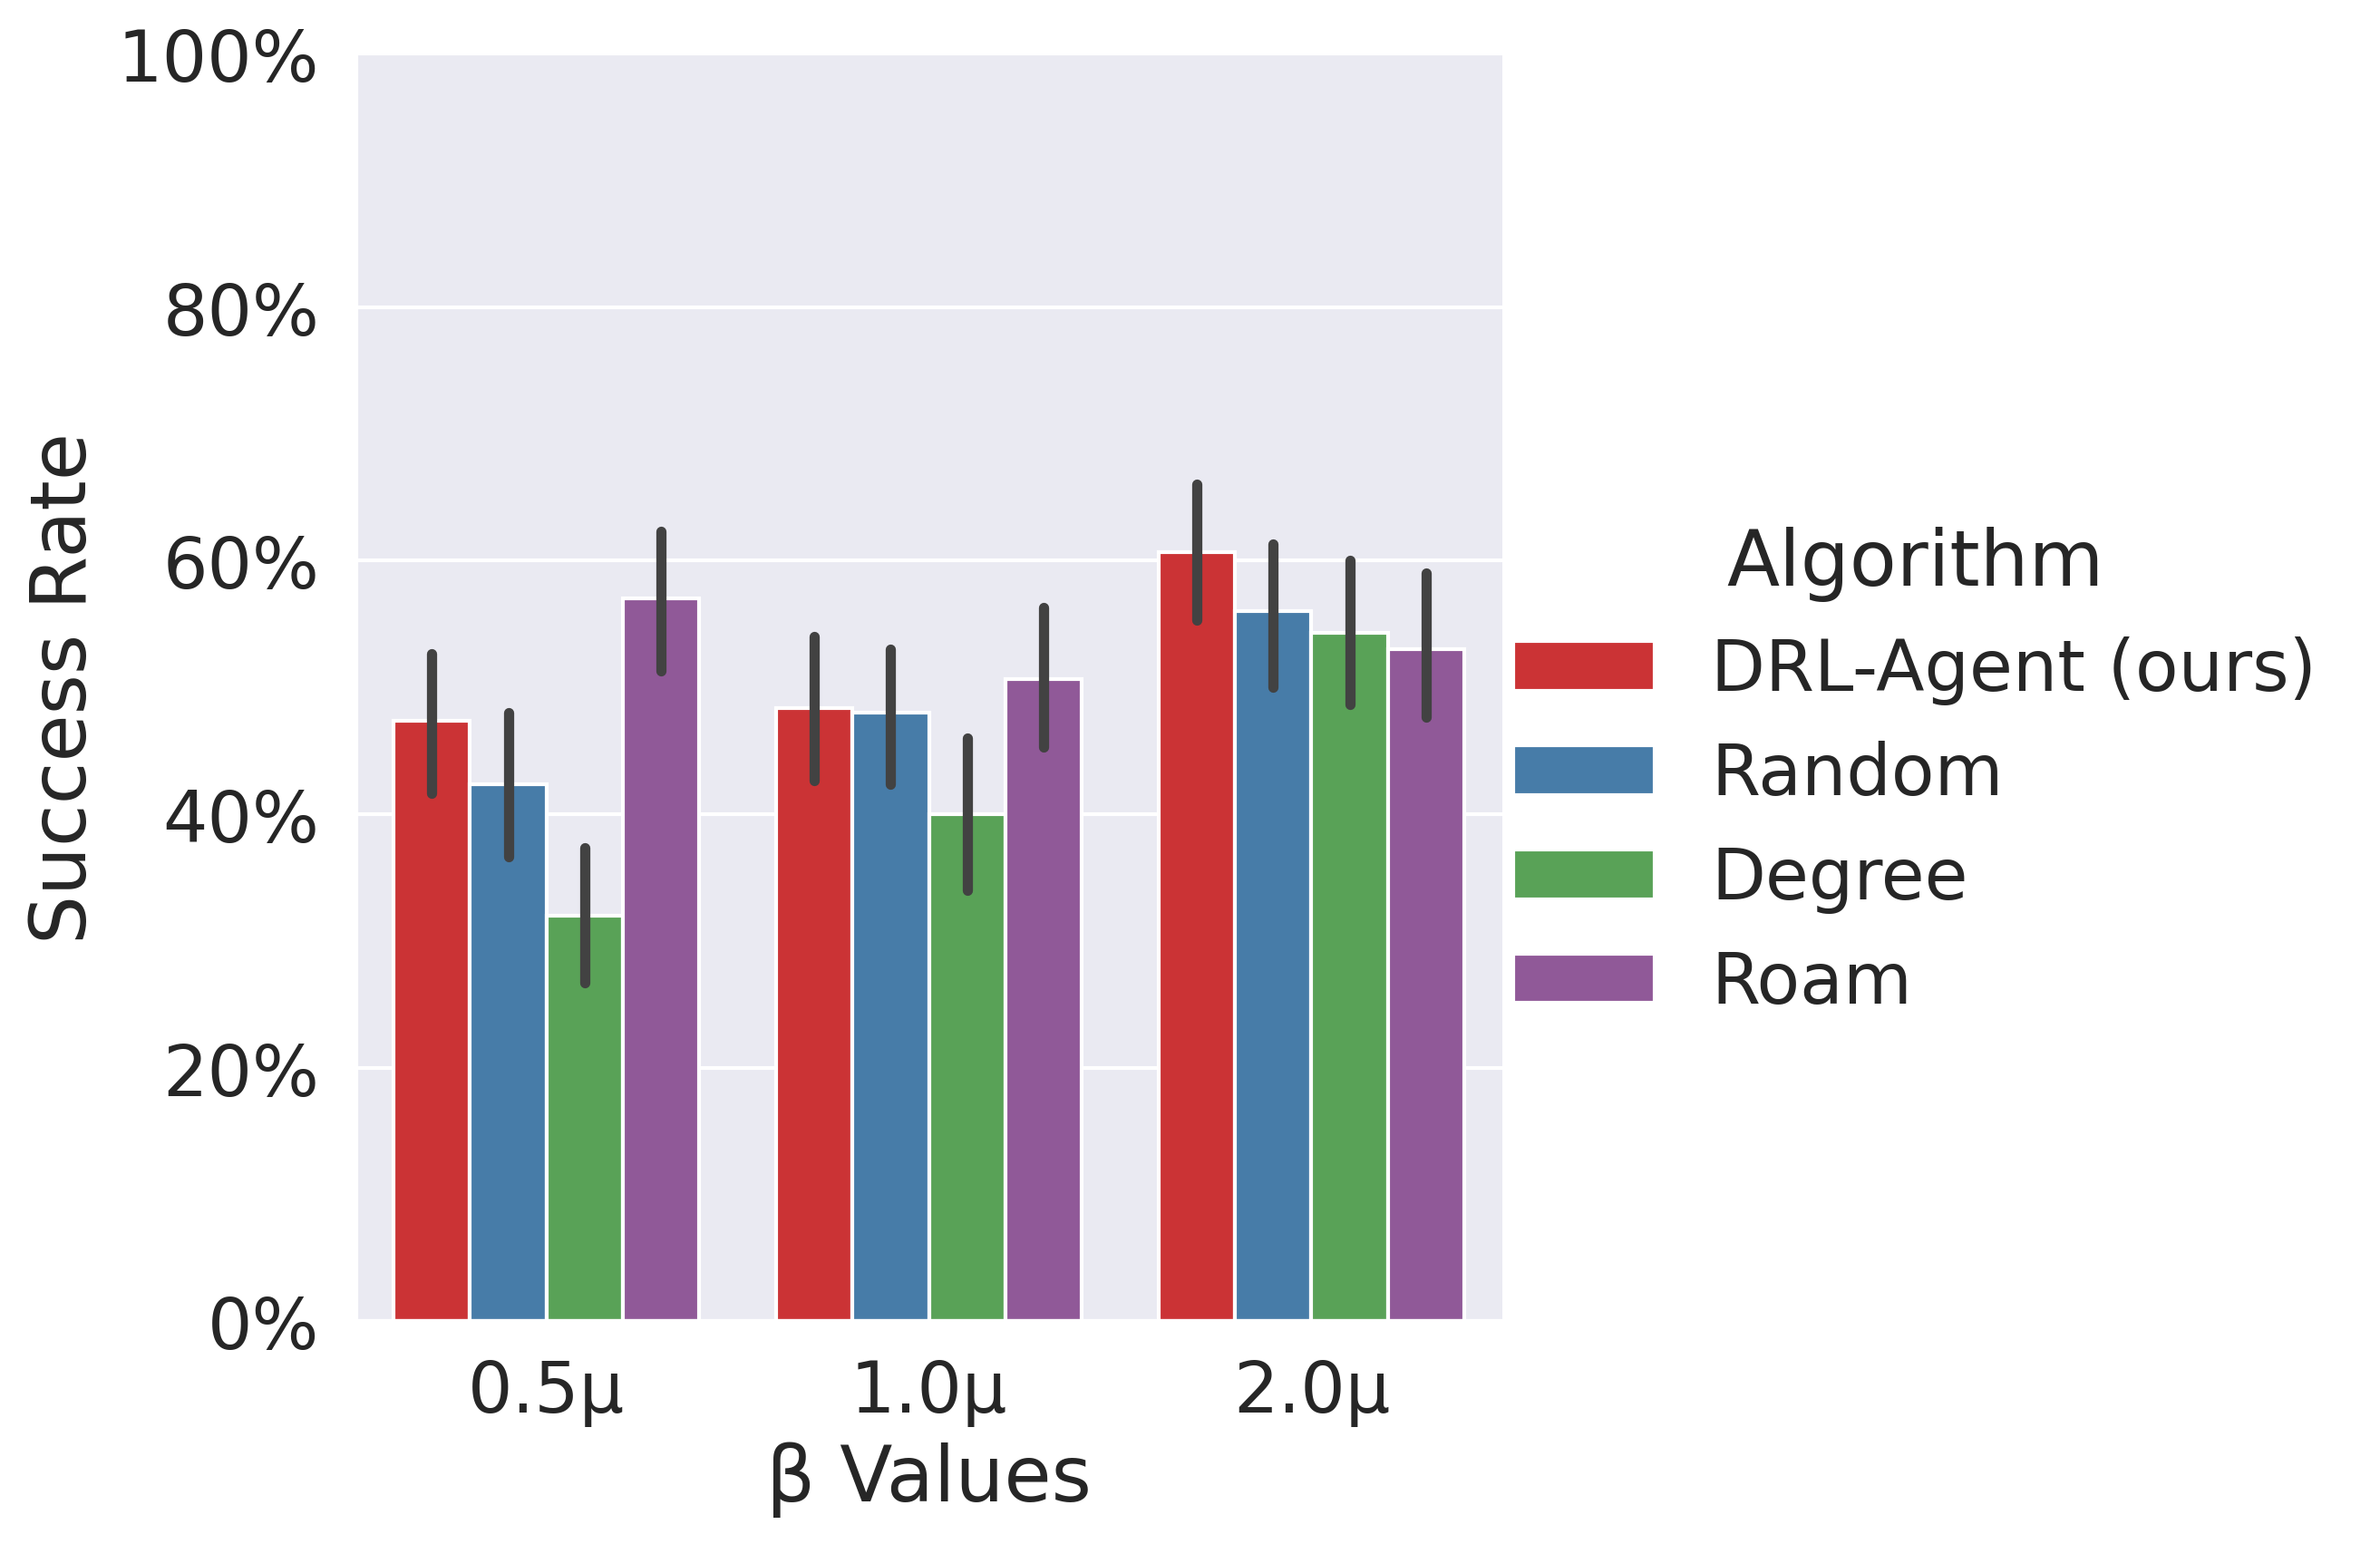 100%
80%
60%
40%
20%
0%
Success Rate
0.5μ 1.0μ 2.0μ
β Values
Algorithm
DRL-Agent (ours)
Random
Degree
Roam